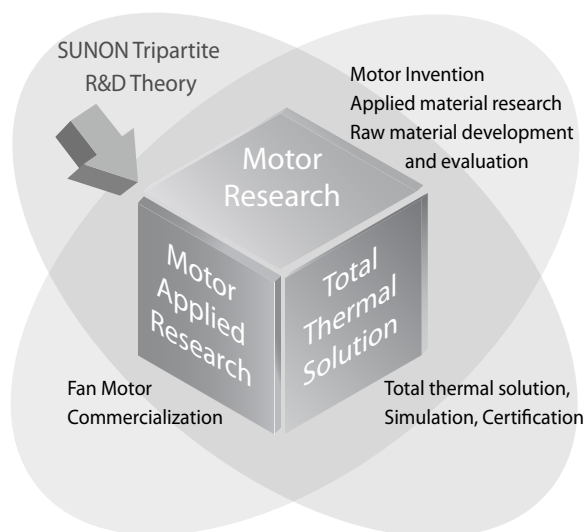 SUNON Tripartite
R&D Theory
Motor Invention
Applied material research
Raw material development
and evaluation
Motor
Research
Motor
Applied
Research
Total
Thermal
Solution
Fan Motor
Commercialization
Total thermal solution,
Simulation, Certification